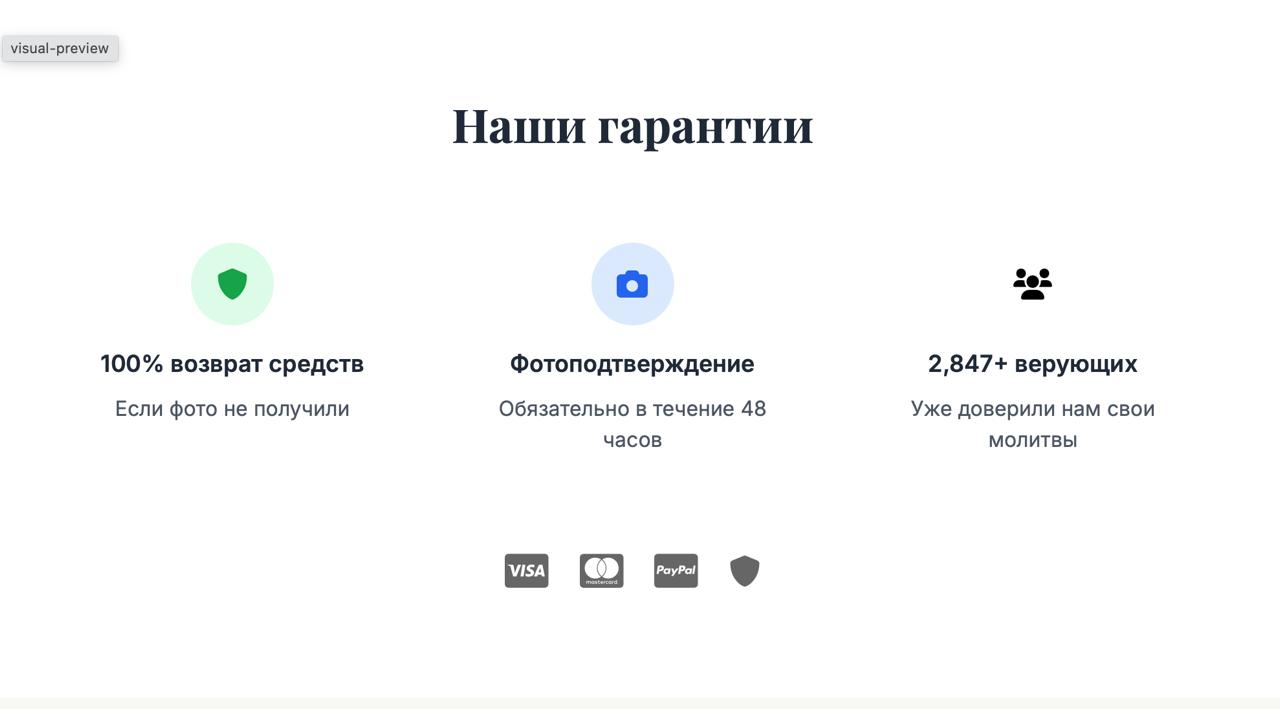 visual-preview
Наши гарантии
100% возврат средств
Если фото не получили
Фотоподтверждение
Обязательно в течение 48
часов
2,847+ верующих
Уже доверили нам свои
молитвы
VISA
mastercard
PayPal